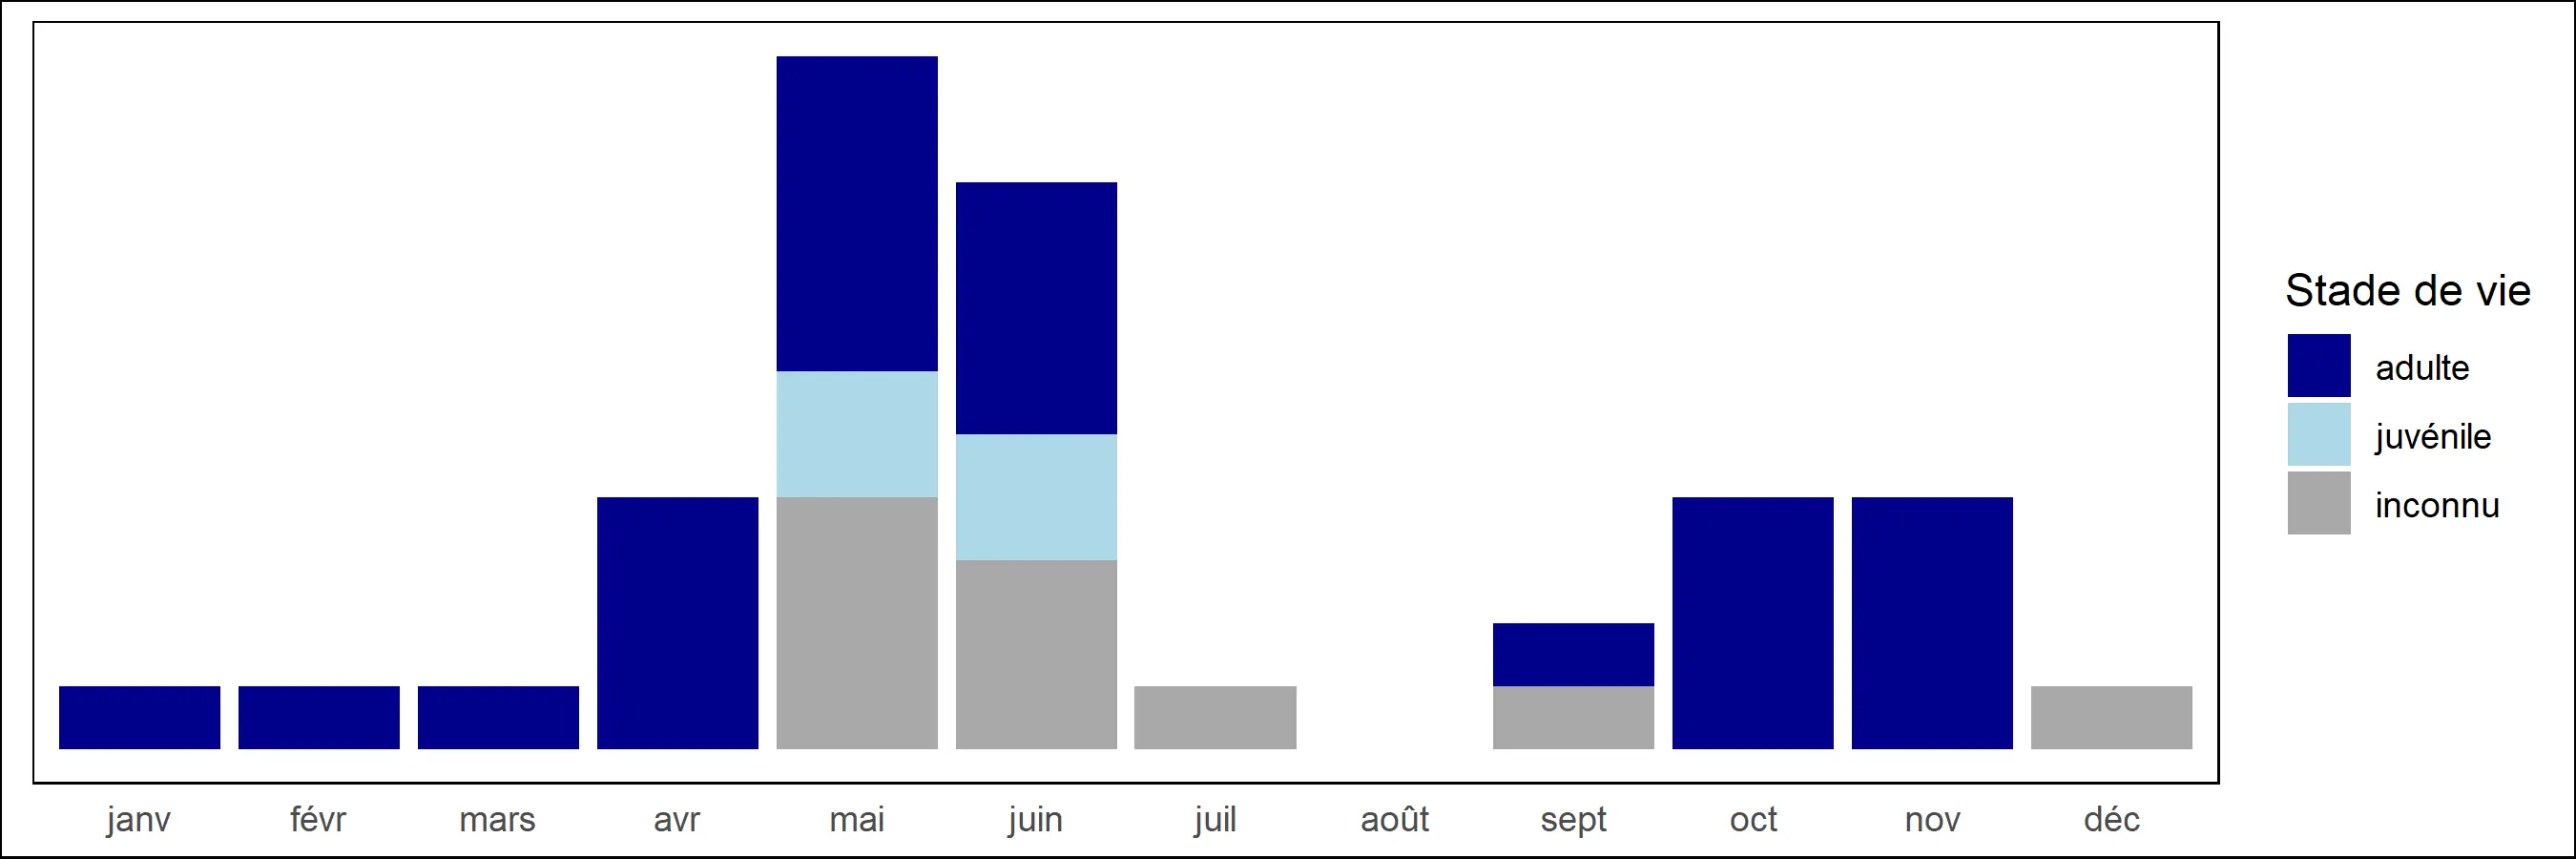 Stade de vie
adulte
juvénile
inconnu
janv févr mars avr mai juin juil août sept oct nov déc